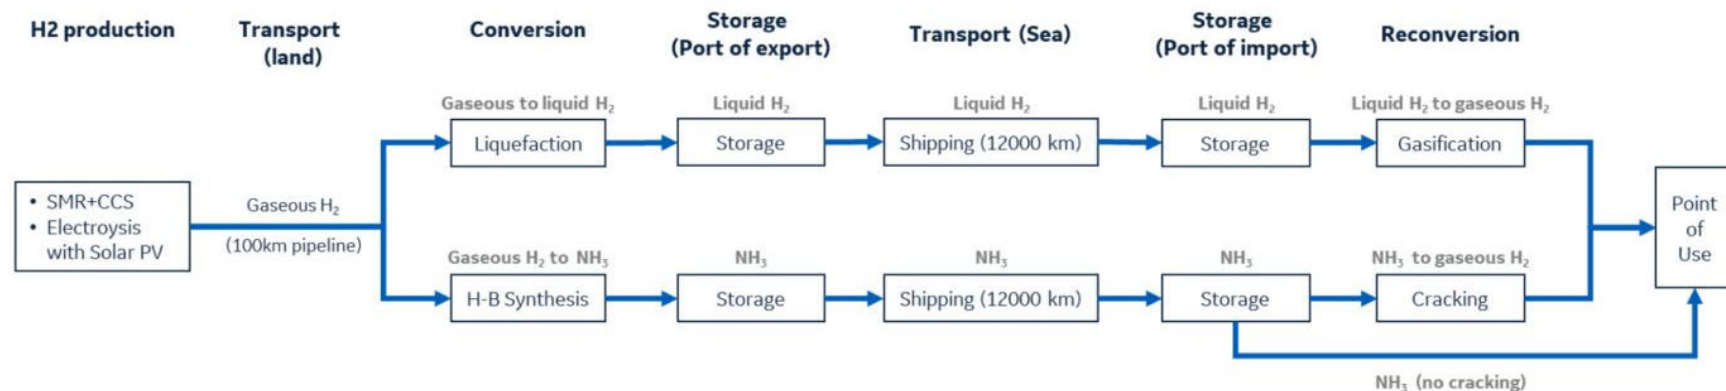 H2 production
Transport
(land)
Conversion
Storage
(Port of export)
Transport (Sea)
Storage
(Port of import)
Reconversion
Gaseous to liquid H₂
Liquid H₂
Liquid H₂
Liquid H₂
Liquid H₂ to gaseous H₂
Liquefaction
Storage
Shipping (12000 km)
Storage
Gasification
• SMR+CCS
• Electroysis
with Solar PV
Gaseous H₂
(100km pipeline)
Point
of
Use
Gaseous H₂ to NH₃
NH₃
NH₃
NH₃
NH₃ to gaseous H₂
H-B Synthesis
Storage
Shipping (12000 km)
Storage
Cracking
NH₃ (no cracking)